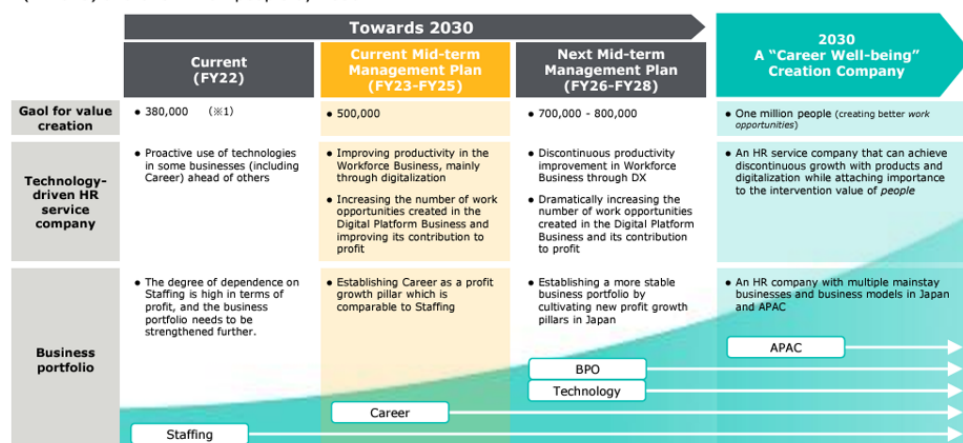 Towards 2030
Current
(FY22)
Current Mid-term
Management Plan
(FY23-FY25)
Next Mid-term
Management Plan
(FY26-FY28)
2030
A “Career Well-being”
Creation Company
Gaol for value
creation
• 380,000 (※1)
• 500,000
• 700,000 - 800,000
• One million people (creating better work
opportunities)
Technology-
driven HR
service
company
• Proactive use of technologies
in some businesses (including
Career) ahead of others
• Improving productivity in the
Workforce Business, mainly
through digitalization
• Increasing the number of work
opportunities created in the
Digital Platform Business and
improving its contribution to
profit
• Discontinuous productivity
improvement in Workforce
Business through DX
• Dramatically increasing the
number of work opportunities
created in the Digital Platform
Business and its contribution
to profit
• An HR service company that can achieve
discontinuous growth with products and
digitalization while attaching importance
to the intervention value of people
Business
portfolio
• The degree of dependence on
Staffing is high in terms of
profit, and the business
portfolio needs to be
strengthened further.
• Establishing Career as a profit
growth pillar which is
comparable to Staffing
• Establishing a more stable
business portfolio by
cultivating new profit growth
pillars in Japan
• An HR company with multiple mainstay
businesses and business models in Japan
and APAC
APAC
BPO
Technology
Career
Staffing